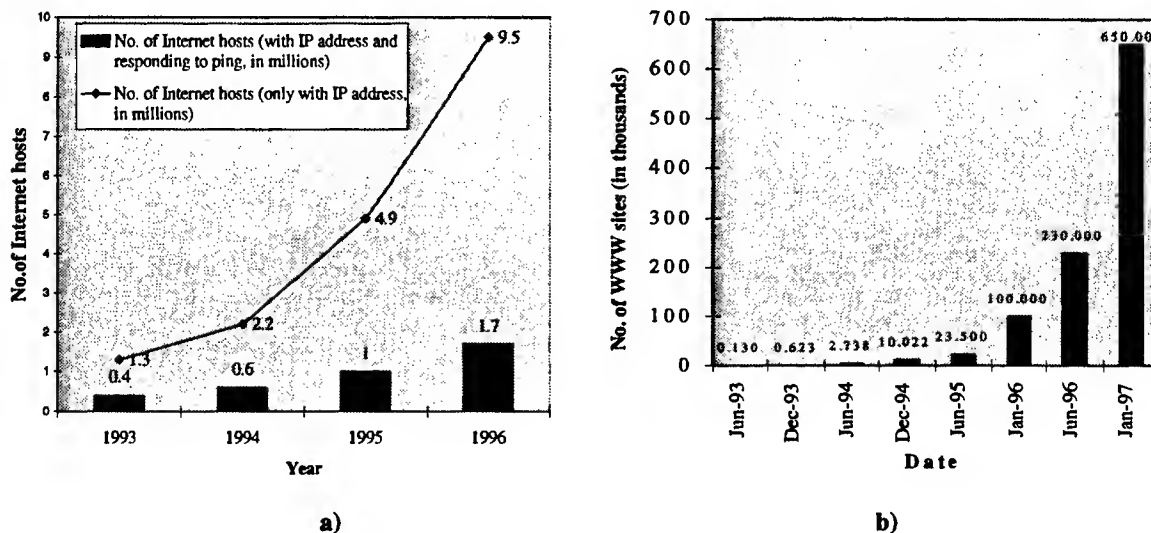 10
9
8
7
6
5
4
3
2
1
0
No.of Internet hosts
No. of Internet hosts (with IP address and
responding to ping, in millions)
No. of Internet hosts (only with IP address,
in millions)
9.5
4.9
2.2
1.3
0.4
0.6
1
1.7
1993
1994
1995
1996
Year
a)
700
600
500
400
300
200
100
0
No. of WWW sites (in thousands)
0.130
0.623
2.738
10.022
23.500
100.000
230.000
650.00
Jun-93
Dec-93
Jun-94
Dec-94
Jun-95
Jan-96
Jun-96
Jan-97
Date
b)